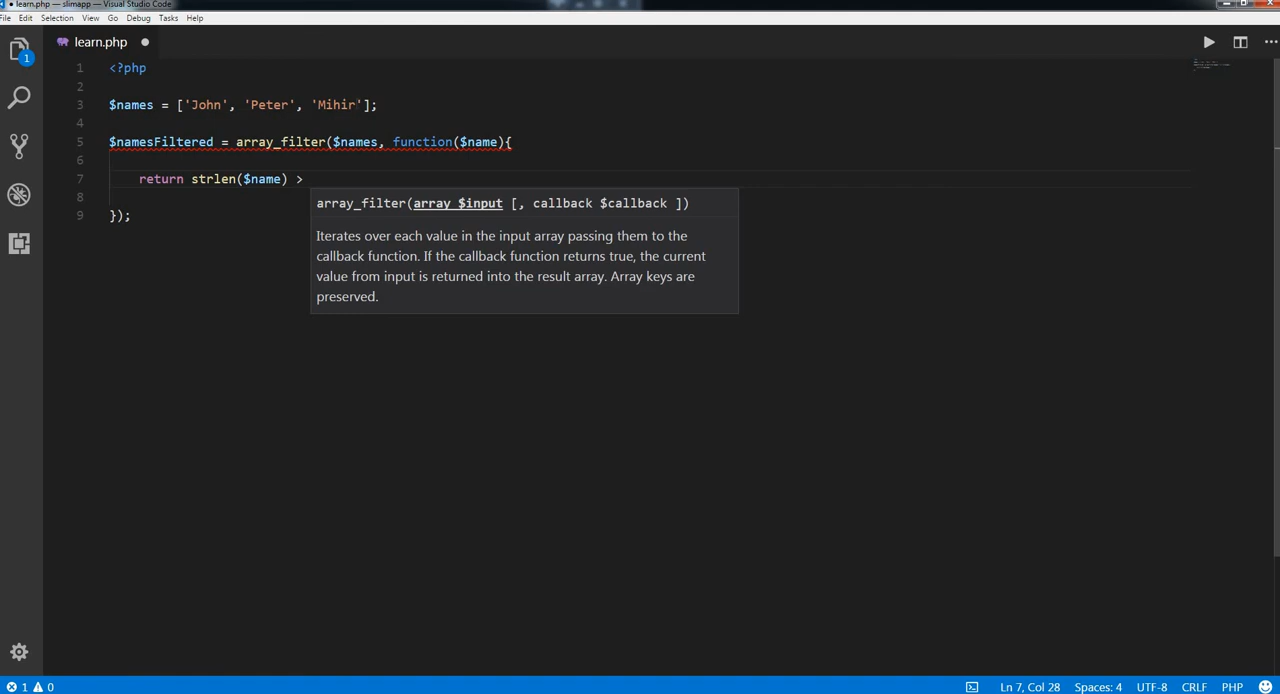 learn.php — slimapp — Visual Studio Code
File Edit Selection View Go Debug Tasks Help
learn.php
1
1 <?php
2
3 $names = ['John', 'Peter', 'Mihir'];
4
5 $namesFiltered = array_filter($names, function($name){
6
7 return strlen($name) >
8
9 });
array_filter(array $input [, callback $callback ])
Iterates over each value in the input array passing them to the
callback function. If the callback function returns true, the current
value from input is returned into the result array. Array keys are
preserved.
1 0 Ln 7, Col 28 Spaces: 4 UTF-8 CRLF PHP